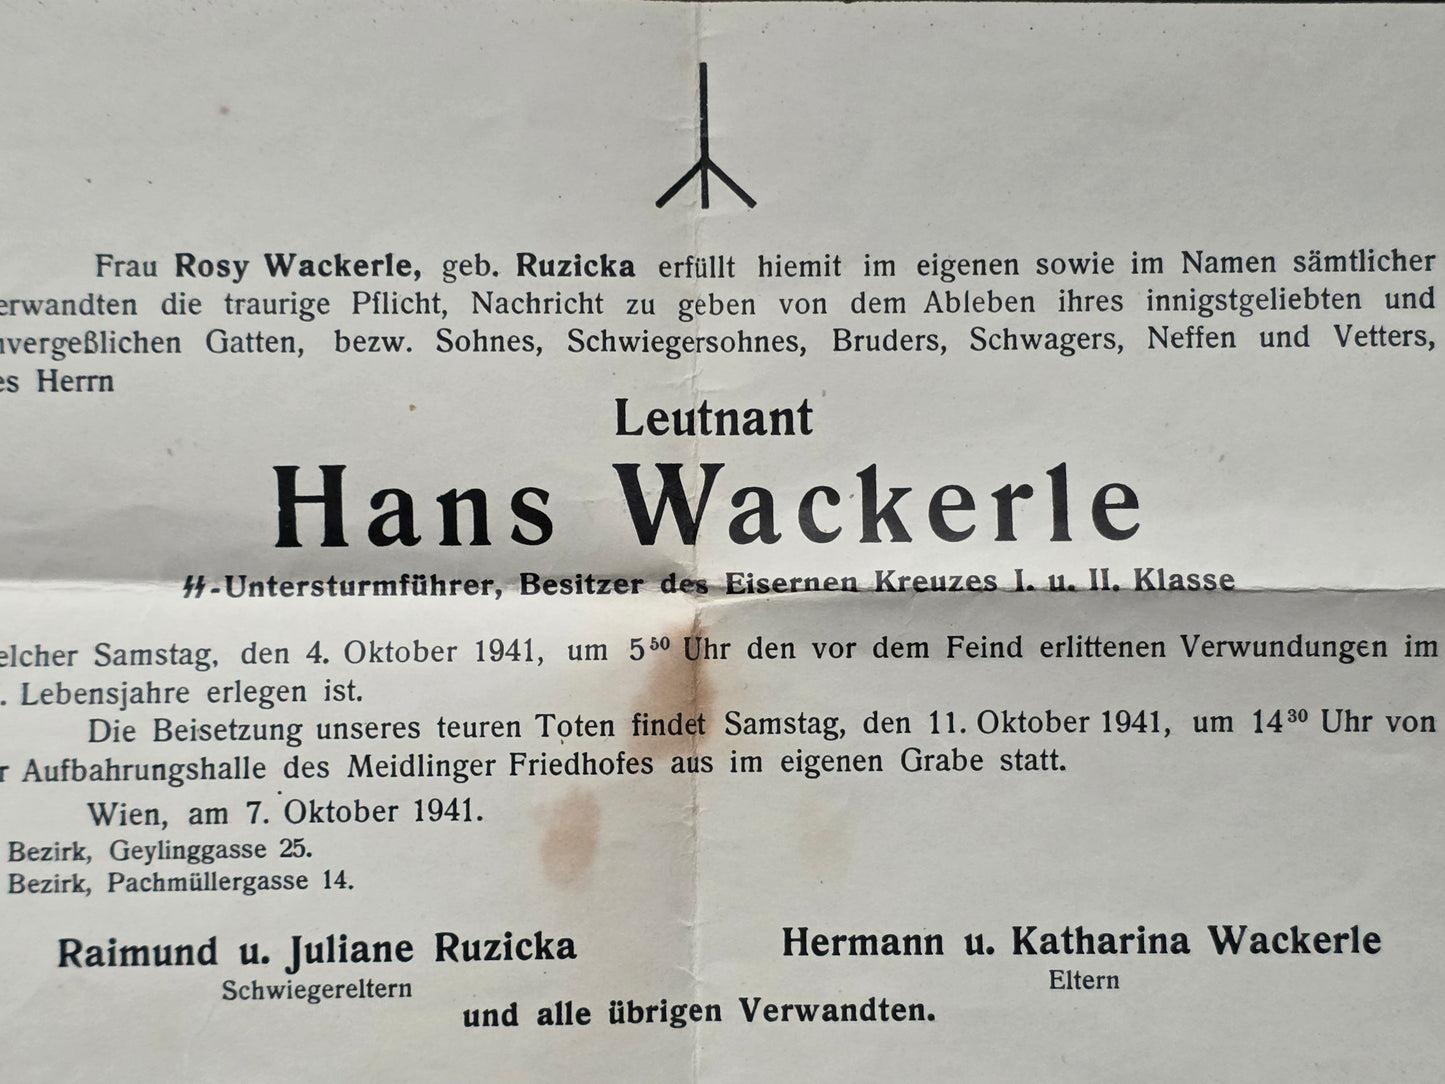 Frau Rosy Wackerle, geb. Ruzicka erfüllt hiemit im eigenen sowie im Namen sämtlicher
erwandten die traurige Pflicht, Nachricht zu geben von dem Ableben ihres innigstgeliebten und
nvergeßlichen Gatten, bezw. Sohnes, Schwiegersohnes, Bruders, Schwagers, Neffen und Vetters,
es Herrn
Leutnant
Hans Wackerle
ᛋᛋ-Untersturmführer, Besitzer des Eisernen Kreuzes I. u. II. Klasse
elcher Samstag, den 4. Oktober 1941, um 5⁵⁰ Uhr den vor dem Feind erlittenen Verwundungen im
. Lebensjahre erlegen ist.
Die Beisetzung unseres teuren Toten findet Samstag, den 11. Oktober 1941, um 14³⁰ Uhr von
r Aufbahrungshalle des Meidlinger Friedhofes aus im eigenen Grabe statt.
Wien, am 7. Oktober 1941.
Bezirk, Geylinggasse 25.
Bezirk, Pachmüllergasse 14.
Raimund u. Juliane Ruzicka
Schwiegereltern
Hermann u. Katharina Wackerle
Eltern
und alle übrigen Verwandten.